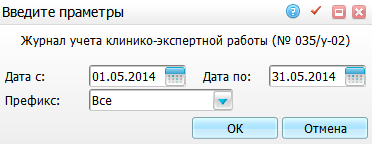 Введите праметры
Журнал учета клинико-экспертной работы (№ 035/у-02)
Дата с: 01.05.2014 Дата по: 31.05.2014
Префикс: Все
ОК Отмена